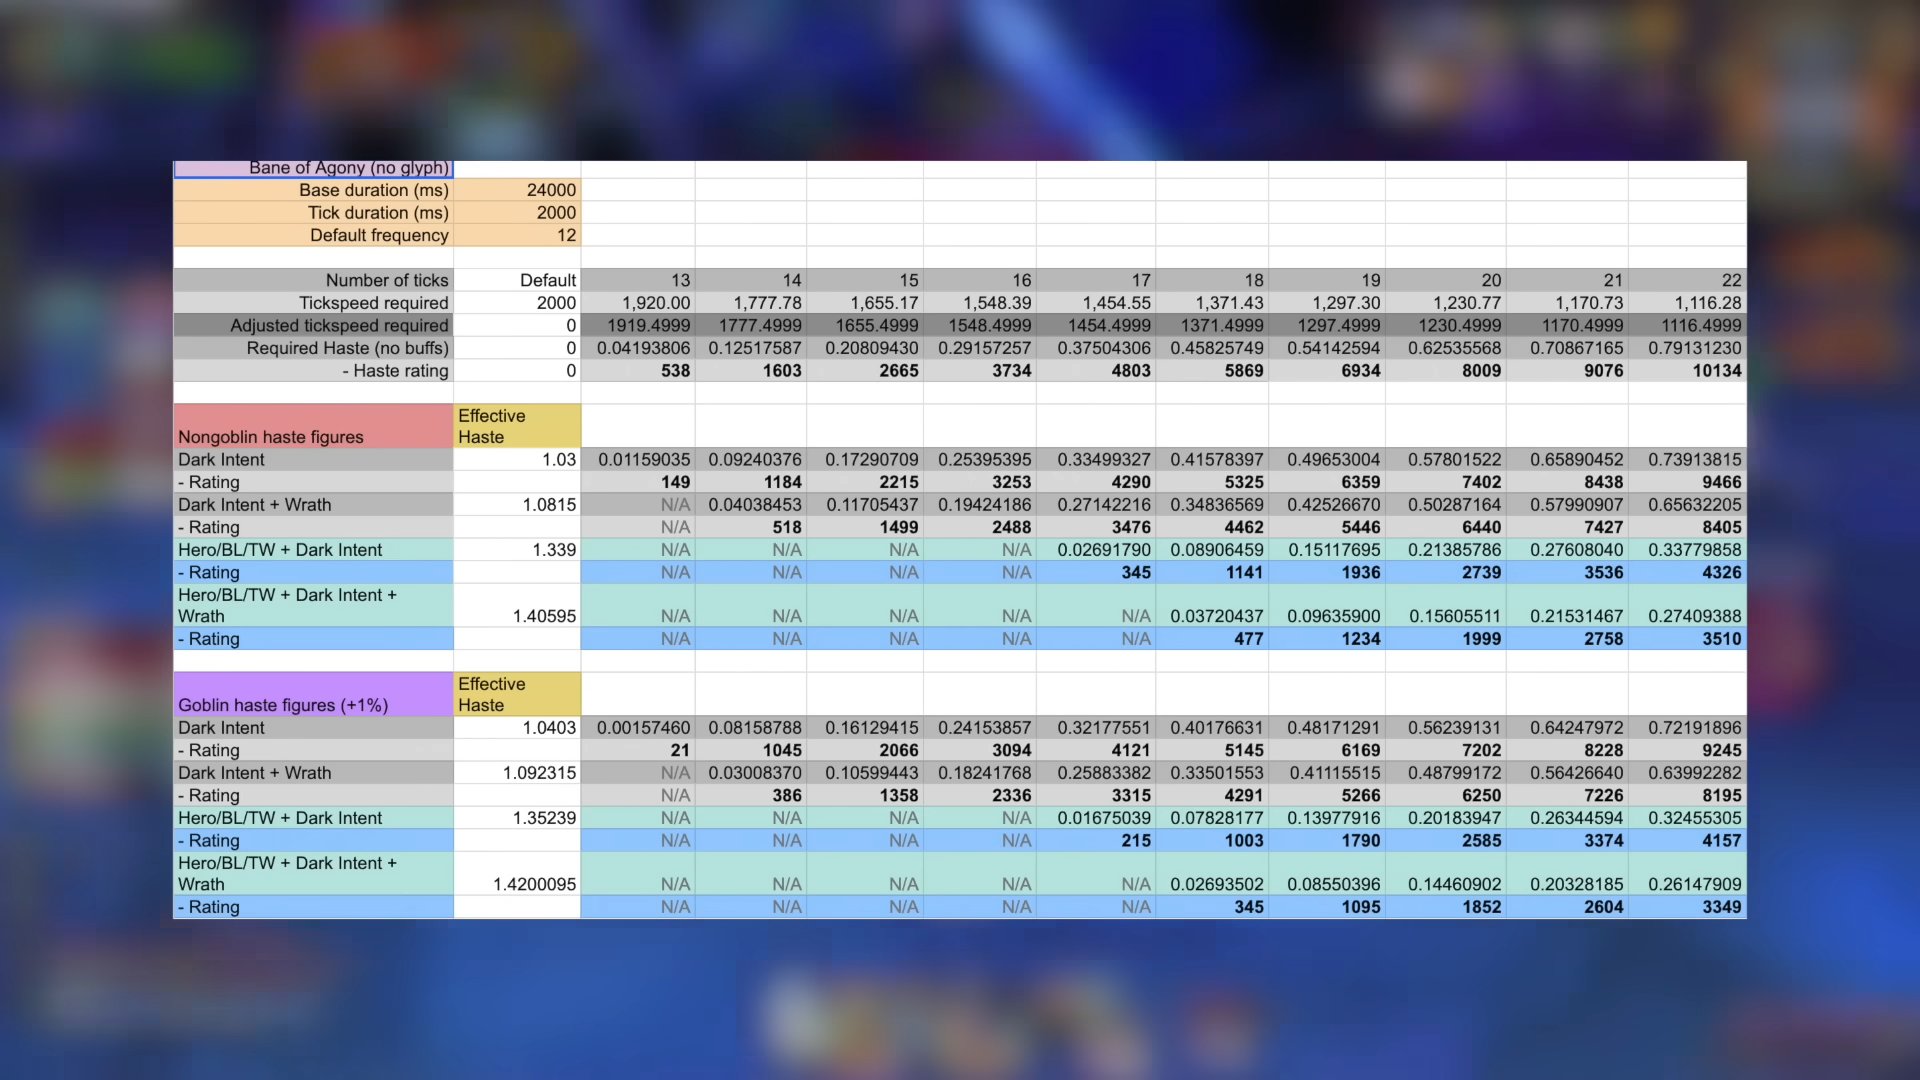 Bane of Agony (no glyph)
Base duration (ms) 24000
Tick duration (ms) 2000
Default frequency 12
Number of ticks Default 13 14 15 16 17 18 19 20 21 22
Tickspeed required 2000 1,920.00 1,777.78 1,655.17 1,548.39 1,454.55 1,371.43 1,297.30 1,230.77 1,170.73 1,116.28
Adjusted tickspeed required 0 1919.4999 1777.4999 1655.4999 1548.4999 1454.4999 1371.4999 1297.4999 1230.4999 1170.4999 1116.4999
Required Haste (no buffs) 0 0.04193806 0.12517587 0.20809430 0.29157257 0.37504306 0.45825749 0.54142594 0.62535568 0.70867165 0.79131230
- Haste rating 0 538 1603 2665 3734 4803 5869 6934 8009 9076 10134
Nongoblin haste figures Effective
Haste
Dark Intent 1.03 0.01159035 0.09240376 0.17290709 0.25395395 0.33499327 0.41578397 0.49653004 0.57801522 0.65890452 0.73913815
- Rating 149 1184 2215 3253 4290 5325 6359 7402 8438 9466
Dark Intent + Wrath 1.0815 N/A 0.04038453 0.11705437 0.19424186 0.27142216 0.34836569 0.42526670 0.50287164 0.57990907 0.65632205
- Rating N/A 518 1499 2488 3476 4462 5446 6440 7427 8405
Hero/BL/TW + Dark Intent 1.339 N/A N/A N/A N/A 0.02691790 0.08906459 0.15117695 0.21385786 0.27608040 0.33779858
- Rating N/A N/A N/A N/A 345 1141 1936 2739 3536 4326
Hero/BL/TW + Dark Intent +
Wrath 1.40595 N/A N/A N/A N/A N/A 0.03720437 0.09635900 0.15605511 0.21531467 0.27409388
- Rating N/A N/A N/A N/A N/A 477 1234 1999 2758 3510
Goblin haste figures (+1%) Effective
Haste
Dark Intent 1.0403 0.00157460 0.08158788 0.16129415 0.24153857 0.32177551 0.40176631 0.48171291 0.56239131 0.64247972 0.72191896
- Rating 21 1045 2066 3094 4121 5145 6169 7202 8228 9245
Dark Intent + Wrath 1.092315 N/A 0.03008370 0.10599443 0.18241768 0.25883382 0.33501553 0.41115515 0.48799172 0.56426640 0.63992282
- Rating N/A 386 1358 2336 3315 4291 5266 6250 7226 8195
Hero/BL/TW + Dark Intent 1.35239 N/A N/A N/A N/A 0.01675039 0.07828177 0.13977916 0.20183947 0.26344594 0.32455305
- Rating N/A N/A N/A N/A 215 1003 1790 2585 3374 4157
Hero/BL/TW + Dark Intent +
Wrath 1.4200095 N/A N/A N/A N/A N/A 0.02693502 0.08550396 0.14460902 0.20328185 0.26147909
- Rating N/A N/A N/A N/A N/A 345 1095 1852 2604 3349